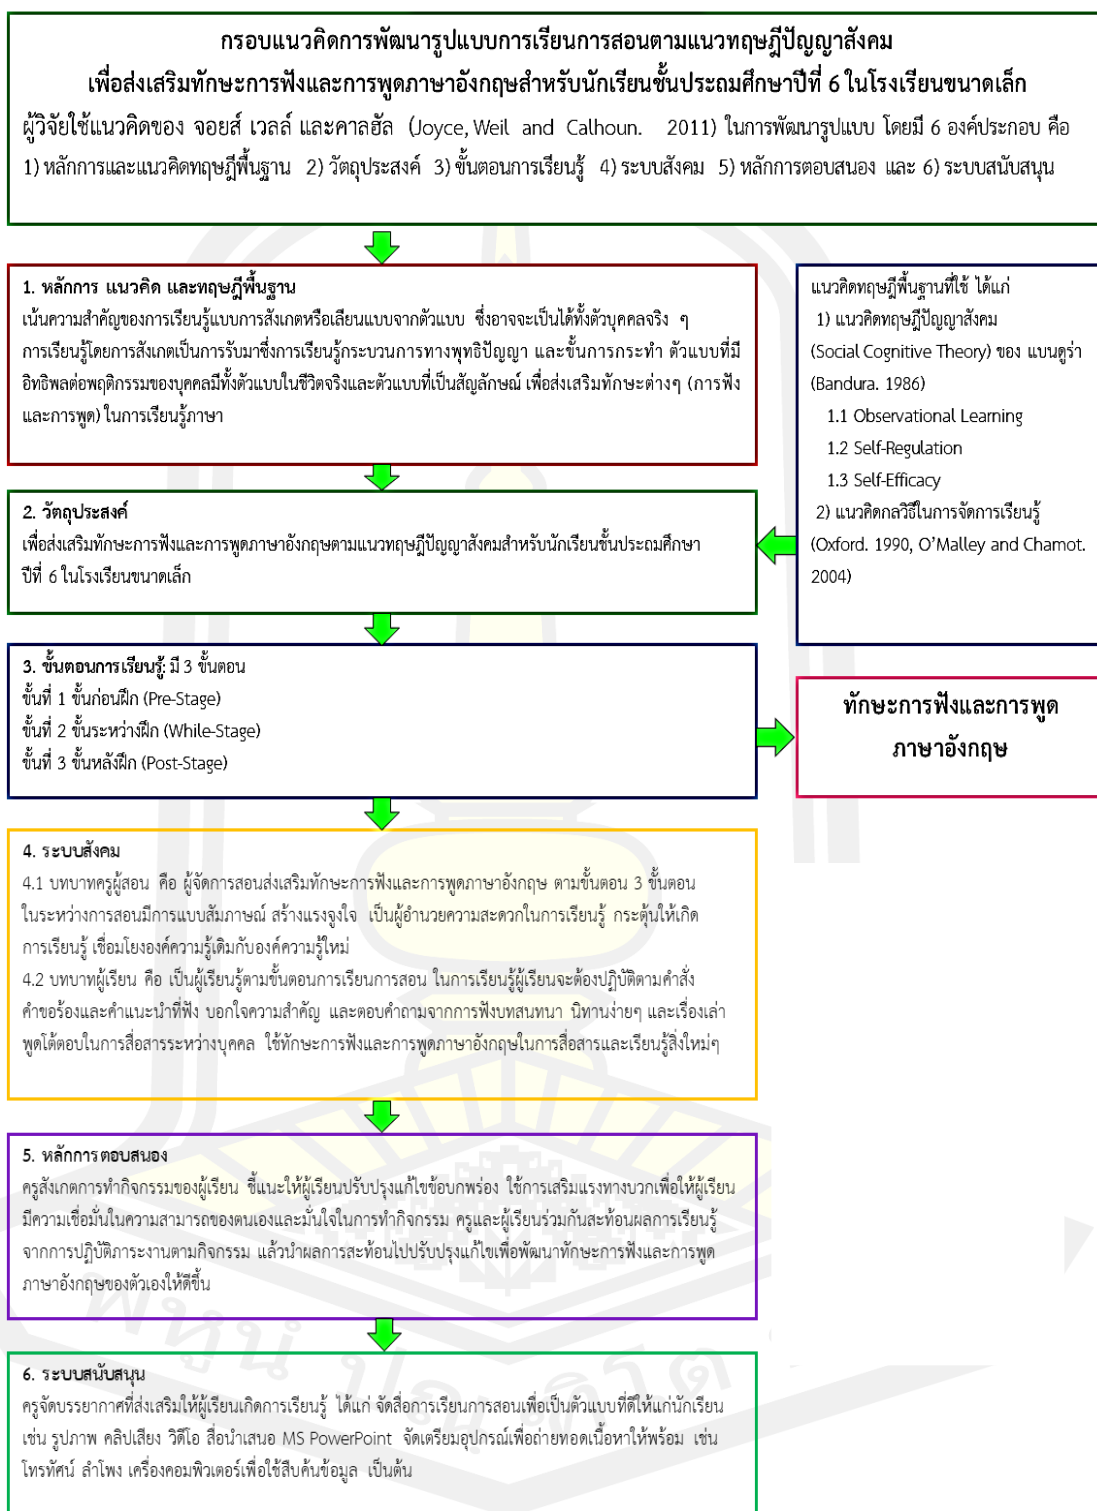 กรอบแนวคิดการพัฒนารูปแบบการเรียนการสอนตามแนวทฤษฎีปัญญาสังคม
เพื่อส่งเสริมทักษะการฟังและการพูดภาษาอังกฤษสำหรับนักเรียนชั้นประถมศึกษาปีที่ 6 ในโรงเรียนขนาดเล็ก
ผู้วิจัยใช้แนวคิดของ จอยส์ เวลล์ และคาลฮัล (Joyce, Weil and Calhoun. 2011) ในการพัฒนารูปแบบ โดยมี 6 องค์ประกอบ คือ
1) หลักการและแนวคิดทฤษฎีพื้นฐาน 2) วัตถุประสงค์ 3) ขั้นตอนการเรียนรู้ 4) ระบบสังคม 5) หลักการตอบสนอง และ 6) ระบบสนับสนุน
1. หลักการ แนวคิด และทฤษฎีพื้นฐาน
เน้นความสำคัญของการเรียนรู้แบบการสังเกตหรือเลียนแบบจากตัวแบบ ซึ่งอาจจะเป็นได้ทั้งตัวบุคคลจริง ๆ
การเรียนรู้โดยการสังเกตเป็นการรับมาซึ่งการเรียนรู้กระบวนการทางพุทธิปัญญา และขั้นการกระทำ ตัวแบบที่มี
อิทธิพลต่อพฤติกรรมของบุคคลมีทั้งตัวแบบในชีวิตจริงและตัวแบบที่เป็นสัญลักษณ์ เพื่อส่งเสริมทักษะต่างๆ (การฟัง
และการพูด) ในการเรียนรู้ภาษา
แนวคิดทฤษฎีพื้นฐานที่ใช้ ได้แก่
1) แนวคิดทฤษฎีปัญญาสังคม
(Social Cognitive Theory) ของ แบนดูร่า
(Bandura. 1986)
1.1 Observational Learning
1.2 Self-Regulation
1.3 Self-Efficacy
2) แนวคิดกลวิธีในการจัดการเรียนรู้
(Oxford. 1990, O’Malley and Chamot.
2004)
2. วัตถุประสงค์
เพื่อส่งเสริมทักษะการฟังและการพูดภาษาอังกฤษตามแนวทฤษฎีปัญญาสังคมสำหรับนักเรียนชั้นประถมศึกษา
ปีที่ 6 ในโรงเรียนขนาดเล็ก
3. ขั้นตอนการเรียนรู้: มี 3 ขั้นตอน
ขั้นที่ 1 ขั้นก่อนฝึก (Pre-Stage)
ขั้นที่ 2 ขั้นระหว่างฝึก (While-Stage)
ขั้นที่ 3 ขั้นหลังฝึก (Post-Stage)
ทักษะการฟังและการพูด
ภาษาอังกฤษ
4. ระบบสังคม
4.1 บทบาทครูผู้สอน คือ ผู้จัดการสอนส่งเสริมทักษะการฟังและการพูดภาษาอังกฤษ ตามขั้นตอน 3 ขั้นตอน
ในระหว่างการสอนมีการแบบสัมภาษณ์ สร้างแรงจูงใจ เป็นผู้อำนวยความสะดวกในการเรียนรู้ กระตุ้นให้เกิด
การเรียนรู้ เชื่อมโยงองค์ความรู้เดิมกับองค์ความรู้ใหม่
4.2 บทบาทผู้เรียน คือ เป็นผู้เรียนรู้ตามขั้นตอนการเรียนการสอน ในการเรียนรู้ผู้เรียนจะต้องปฏิบัติตามคำสั่ง
คำขอร้องและคำแนะนำที่ฟัง บอกใจความสำคัญ และตอบคำถามจากการฟังบทสนทนา นิทานง่ายๆ และเรื่องเล่า
พูดโต้ตอบในการสื่อสารระหว่างบุคคล ใช้ทักษะการฟังและการพูดภาษาอังกฤษในการสื่อสารและเรียนรู้สิ่งใหม่ๆ
5. หลักการตอบสนอง
ครูสังเกตการทำกิจกรรมของผู้เรียน ชี้แนะให้ผู้เรียนปรับปรุงแก้ไขข้อบกพร่อง ใช้การเสริมแรงทางบวกเพื่อให้ผู้เรียน
มีความเชื่อมั่นในความสามารถของตนเองและมั่นใจในการทำกิจกรรม ครูและผู้เรียนร่วมกันสะท้อนผลการเรียนรู้
จากการปฏิบัติภาระงานตามกิจกรรม แล้วนำผลการสะท้อนไปปรับปรุงแก้ไขเพื่อพัฒนาทักษะการฟังและการพูด
ภาษาอังกฤษของตัวเองให้ดีขึ้น
6. ระบบสนับสนุน
ครูจัดบรรยากาศที่ส่งเสริมให้ผู้เรียนเกิดการเรียนรู้ ได้แก่ จัดสื่อการเรียนการสอนเพื่อเป็นตัวแบบที่ดีให้แก่นักเรียน
เช่น รูปภาพ คลิปเสียง วิดีโอ สื่อนำเสนอ MS PowerPoint จัดเตรียมอุปกรณ์เพื่อถ่ายทอดเนื้อหาให้พร้อม เช่น
โทรทัศน์ ลำโพง เครื่องคอมพิวเตอร์เพื่อใช้สืบค้นข้อมูล เป็นต้น